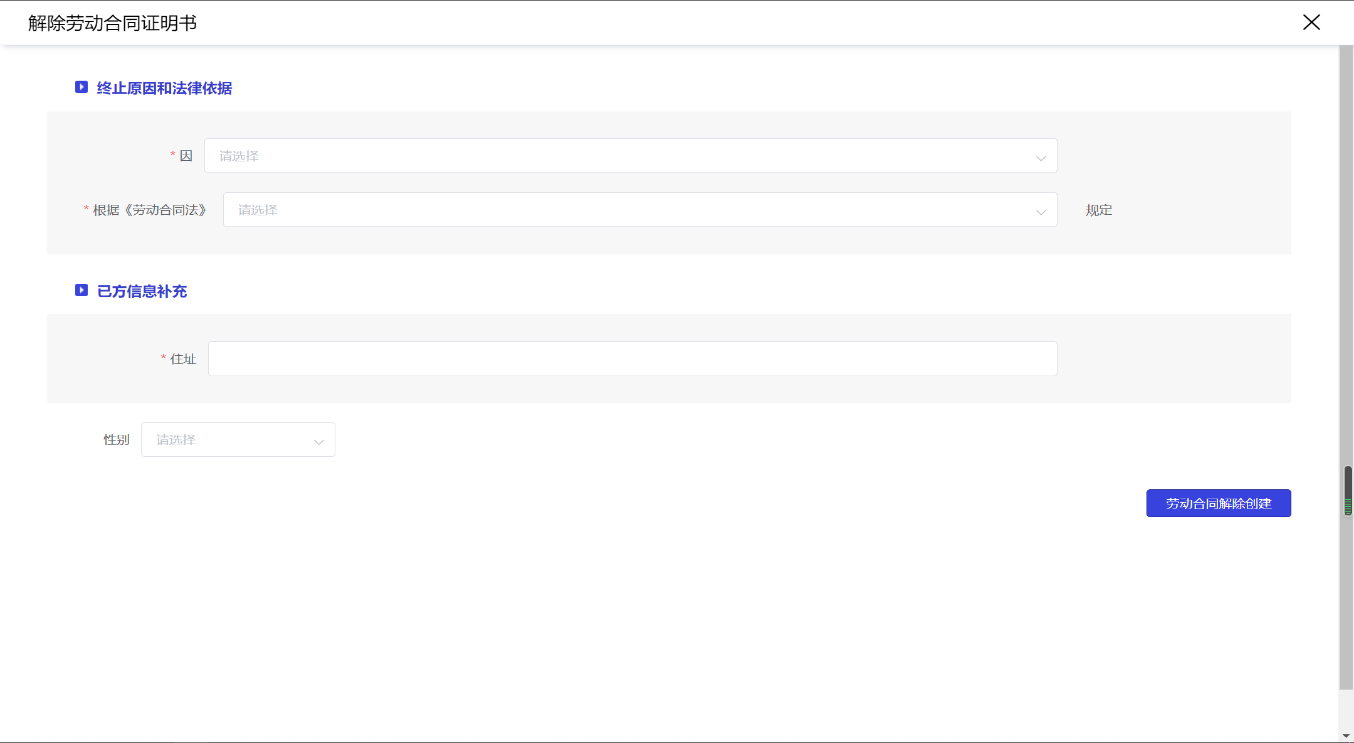 解除劳动合同证明书
终止原因和法律依据
* 因 请选择
* 根据《劳动合同法》 请选择 规定
已方信息补充
* 住址
性别 请选择
劳动合同解除创建